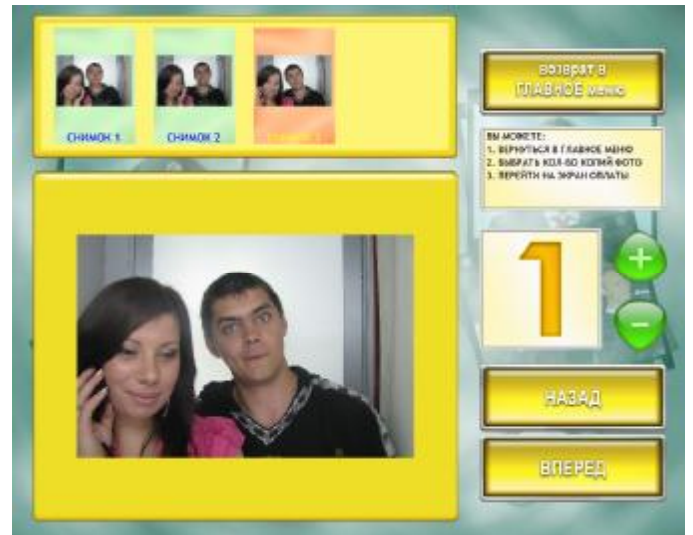 СНИМОК 1
СНИМОК 2
возврат в
ГЛАВНОЕ меню
ВЫ МОЖЕТЕ:
1. ВЕРНУТЬСЯ В ГЛАВНОЕ МЕНЮ
2. ВЫБРАТЬ КОЛ-ВО КОПИЙ ФОТО
3. ПЕРЕЙТИ НА ЭКРАН ОПЛАТЫ
1
+
-
НАЗАД
ВПЕРЕД